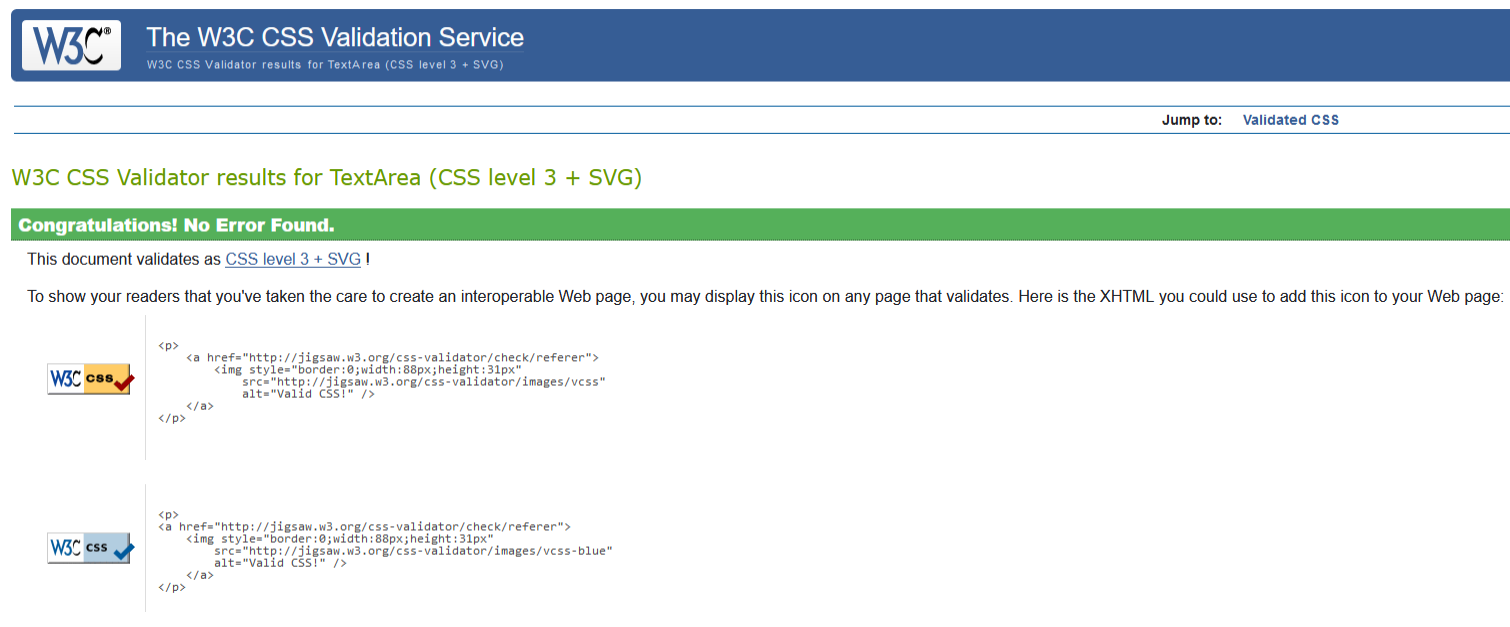 W3C®
The W3C CSS Validation Service
W3C CSS Validator results for TextArea (CSS level 3 + SVG)
Jump to: Validated CSS
W3C CSS Validator results for TextArea (CSS level 3 + SVG)
Congratulations! No Error Found.
This document validates as CSS level 3 + SVG !
To show your readers that you've taken the care to create an interoperable Web page, you may display this icon on any page that validates. Here is the XHTML you could use to add this icon to your Web page:
W3C css
<p>
    <a href="http://jigsaw.w3.org/css-validator/check/referer">
        <img style="border:0;width:88px;height:31px"
            src="http://jigsaw.w3.org/css-validator/images/vcss"
            alt="Valid CSS!" />
    </a>
</p>
W3C css
<p>
<a href="http://jigsaw.w3.org/css-validator/check/referer">
    <img style="border:0;width:88px;height:31px"
        src="http://jigsaw.w3.org/css-validator/images/vcss-blue"
        alt="Valid CSS!" />
    </a>
</p>